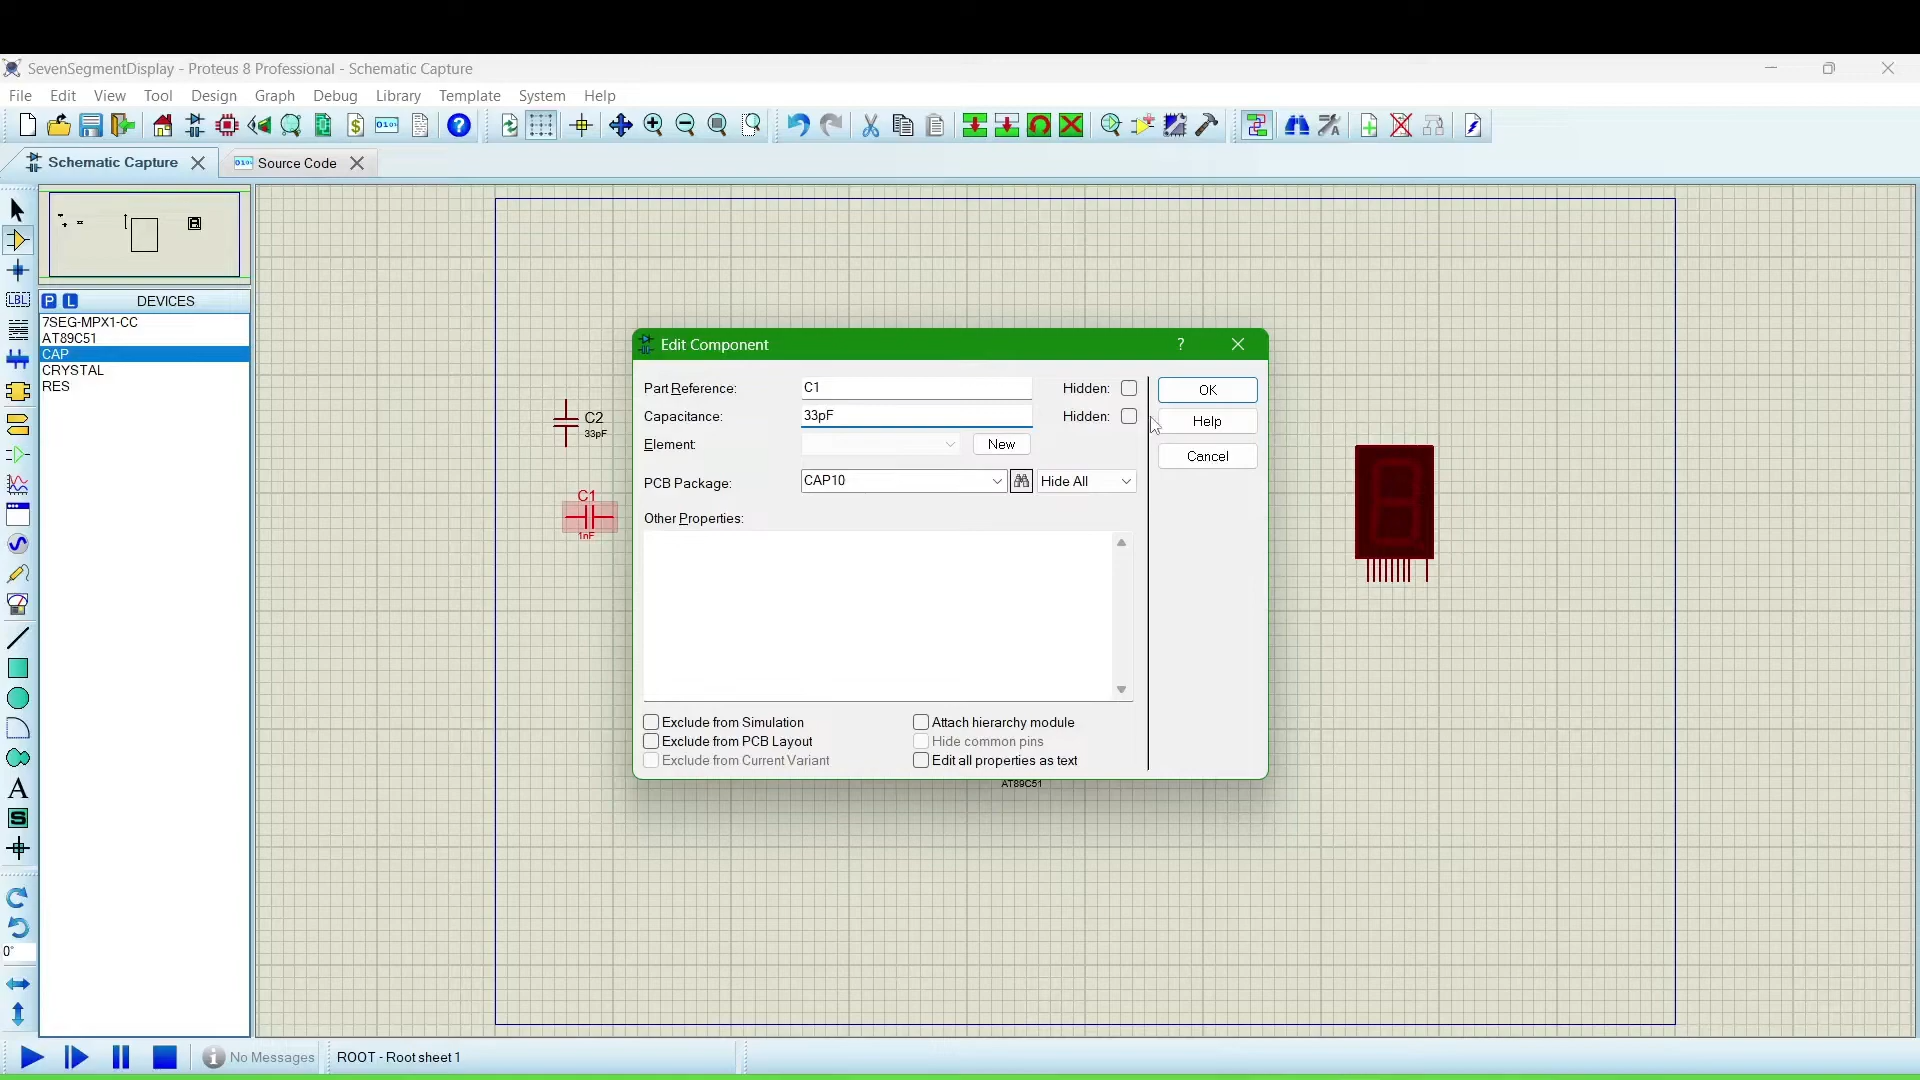 SevenSegmentDisplay - Proteus 8 Professional - Schematic Capture
File Edit View Tool Design Graph Debug Library Template System Help
Schematic Capture
Source Code
LBL
P L DEVICES
7SEG-MPX1-CC
AT89C51
CAP
CRYSTAL
RES
C2
33pF
C1
1nF
Edit Component
Part Reference: C1 Hidden: OK
Capacitance: 33pF Hidden: Help
Element: New
Cancel
PCB Package: CAP10 Hide All
Other Properties:
Exclude from Simulation Attach hierarchy module
Exclude from PCB Layout Hide common pins
Exclude from Current Variant Edit all properties as text
AT89C51
A
S
0°
No Messages ROOT - Root sheet 1